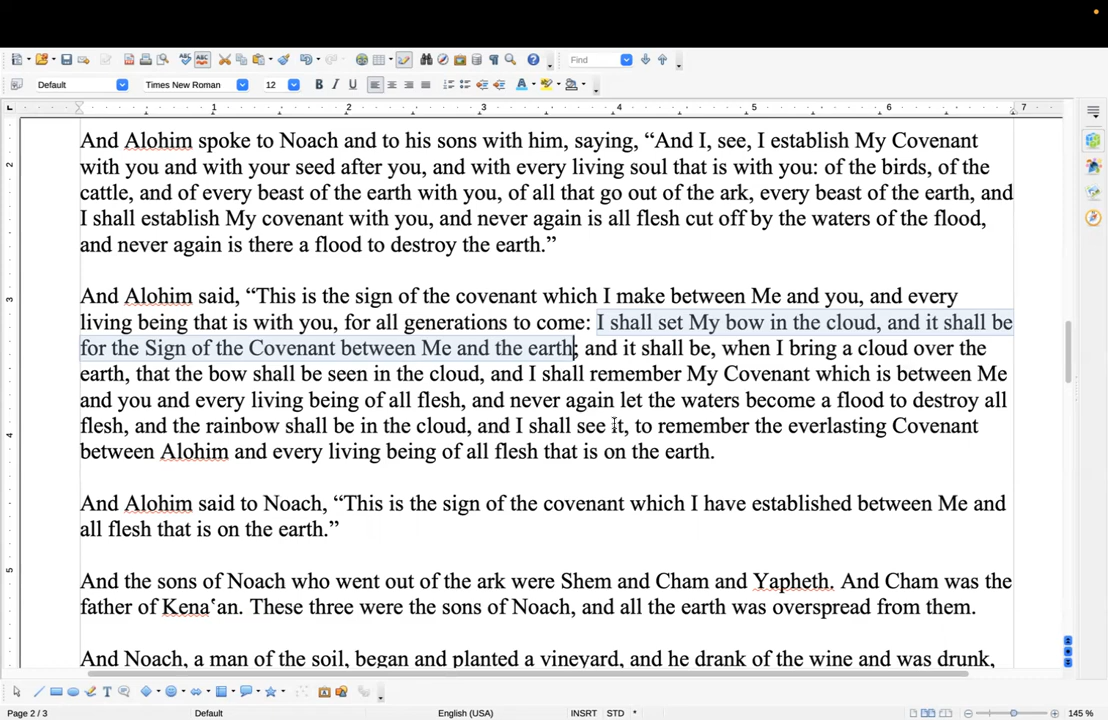 Find
Default
Times New Roman
12
1 2 3 4 5 6 7
And Alohim spoke to Noach and to his sons with him, saying, “And I, see, I establish My Covenant
with you and with your seed after you, and with every living soul that is with you: of the birds, of the
cattle, and of every beast of the earth with you, of all that go out of the ark, every beast of the earth, and
I shall establish My covenant with you, and never again is all flesh cut off by the waters of the flood,
and never again is there a flood to destroy the earth.”
And Alohim said, “This is the sign of the covenant which I make between Me and you, and every
living being that is with you, for all generations to come: I shall set My bow in the cloud, and it shall be
for the Sign of the Covenant between Me and the earth; and it shall be, when I bring a cloud over the
earth, that the bow shall be seen in the cloud, and I shall remember My Covenant which is between Me
and you and every living being of all flesh, and never again let the waters become a flood to destroy all
flesh, and the rainbow shall be in the cloud, and I shall see it, to remember the everlasting Covenant
between Alohim and every living being of all flesh that is on the earth.
And Alohim said to Noach, “This is the sign of the covenant which I have established between Me and
all flesh that is on the earth.”
And the sons of Noach who went out of the ark were Shem and Cham and Yapheth. And Cham was the
father of Kenaʽan. These three were the sons of Noach, and all the earth was overspread from them.
And Noach, a man of the soil, began and planted a vineyard, and he drank of the wine and was drunk,
2
3
4
5
Page 2 / 3
Default
English (USA)
INSRT
STD
145 %